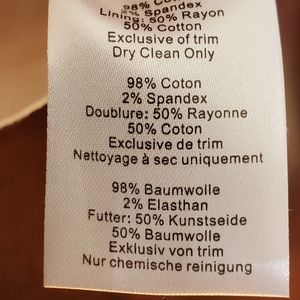 98% Cotton
2% Spandex
Lining: 50% Rayon
50% Cotton
Exclusive of trim
Dry Clean Only
98% Coton
2% Spandex
Doublure: 50% Rayonne
50% Coton
Exclusive de trim
Nettoyage à sec uniquement
98% Baumwolle
2% Elasthan
Futter: 50% Kunstseide
50% Baumwolle
Exklusiv von trim
Nur chemische reinigung